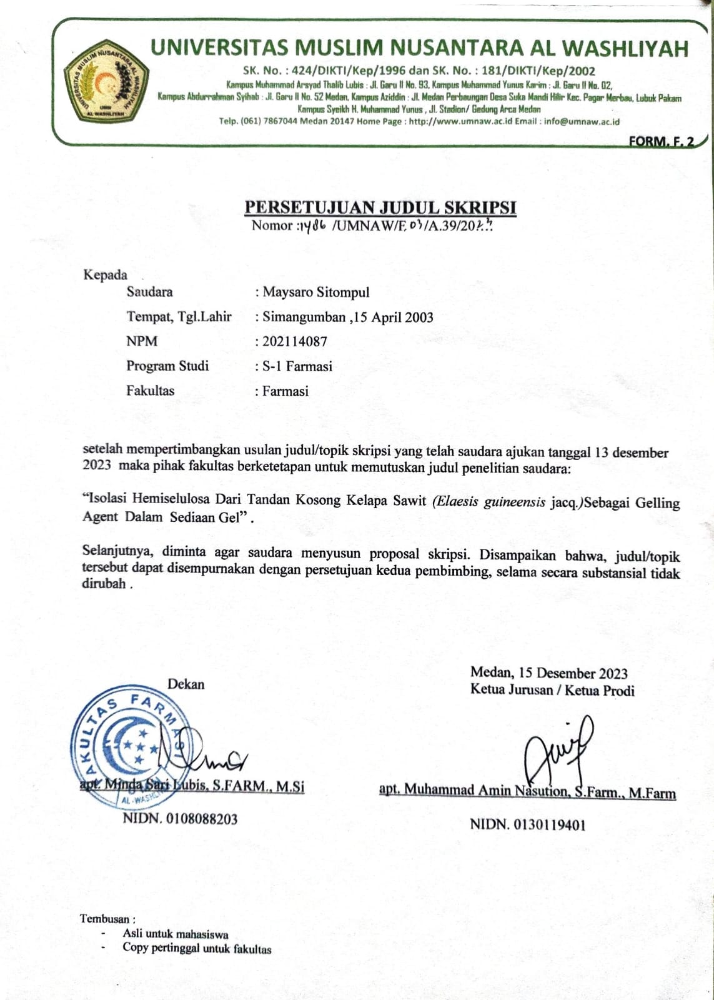 UNIVERSITAS MUSLIM NUSANTARA AL WASHLIYAH
SK. No. : 424/DIKTI/Kep/1996 dan SK. No. : 181/DIKTI/Kep/2002
Kampus Muhammad Arsyad Thalib Lubis : Jl. Garu II No. 93, Kampus Muhammad Yunus Karim : Jl. Garu II No. 02,
Kampus Abdurrahman Syihab : Jl. Garu II No. 52 Medan, Kampus Aziddin : Jl. Medan Perbaungan Desa Suka Mandi Hilir Kec. Pagar Merbau, Lubuk Pakam
Kampus Syeikh H. Muhammad Yunus , Jl. Stadion/ Gedung Arca Medan
Telp. (061) 7867044 Medan 20147 Home Page : http://www.umnaw.ac.id Email : info@umnaw.ac.id
FORM. F. 2
UNIVERSITAS MUSLIM NUSANTARA AL WASHLIYAH
UMN
AL WASHLIYAH
PERSETUJUAN JUDUL SKRIPSI
Nomor :1486 /UMNAW/F.03/A.39/2023
Kepada
Saudara : Maysaro Sitompul
Tempat, Tgl.Lahir : Simangumban ,15 April 2003
NPM : 202114087
Program Studi : S-1 Farmasi
Fakultas : Farmasi
setelah mempertimbangkan usulan judul/topik skripsi yang telah saudara ajukan tanggal 13 desember
2023 maka pihak fakultas berketetapan untuk memutuskan judul penelitian saudara:
“Isolasi Hemiselulosa Dari Tandan Kosong Kelapa Sawit (Elaesis guineensis jacq.)Sebagai Gelling
Agent Dalam Sediaan Gel” .
Selanjutnya, diminta agar saudara menyusun proposal skripsi. Disampaikan bahwa, judul/topik
tersebut dapat disempurnakan dengan persetujuan kedua pembimbing, selama secara substansial tidak
dirubah .
Medan, 15 Desember 2023
Dekan
Ketua Jurusan / Ketua Prodi
FAKULTAS FARMASI
AL-WASHLIYAH
apt. Minda Sari Lubis, S.FARM., M.Si
apt. Muhammad Amin Nasution, S.Farm., M.Farm
NIDN. 0108088203
NIDN. 0130119401
Tembusan :
- Asli untuk mahasiswa
- Copy pertinggal untuk fakultas